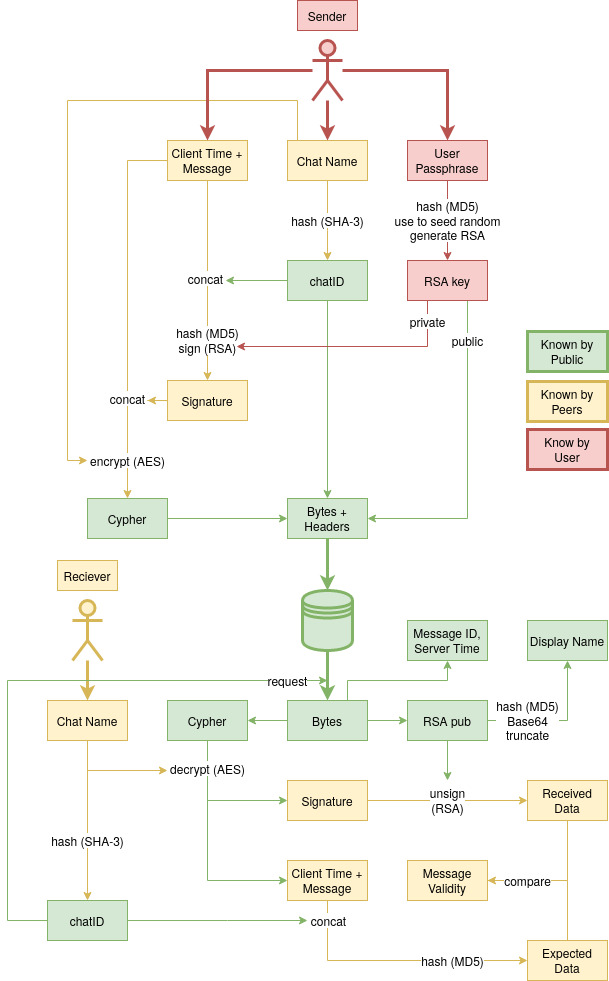 Sender
Client Time +
Message
Chat Name
User
Passphrase
hash (SHA-3)
hash (MD5)
use to seed random
generate RSA
concat
chatID
RSA key
private
public
hash (MD5)
sign (RSA)
Known by
Public
Known by
Peers
Know by
User
concat
Signature
encrypt (AES)
Cypher
Bytes +
Headers
Reciever
Message ID,
Server Time
Display Name
request
Chat Name
Cypher
Bytes
RSA pub
hash (MD5)
Base64
truncate
decrypt (AES)
Signature
unsign
(RSA)
Received
Data
hash (SHA-3)
Client Time +
Message
Message
Validity
compare
chatID
concat
hash (MD5)
Expected
Data